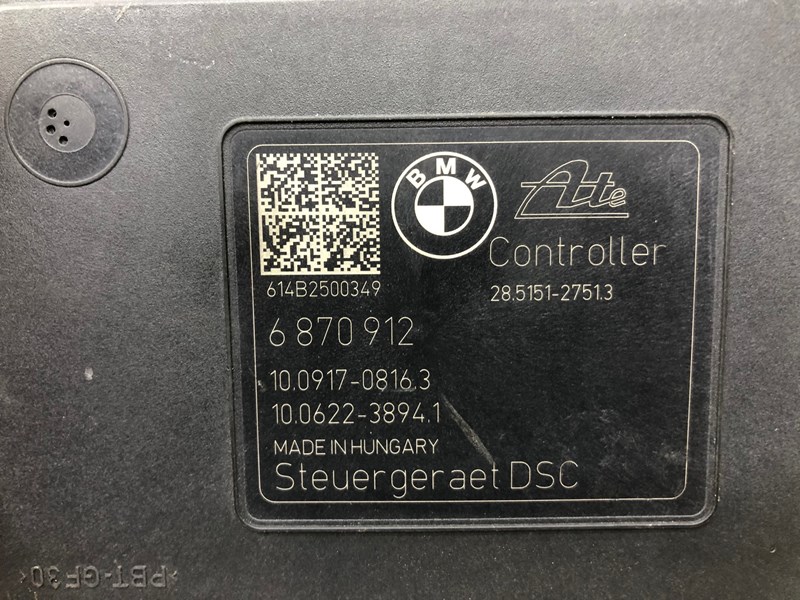 BMW
Ate
Controller
614B2500349
28.5151-2751.3
6 870 912
10.0917-0816.3
10.0622-3894.1
MADE IN HUNGARY
Steuergeraet DSC
>PBT-GF30<